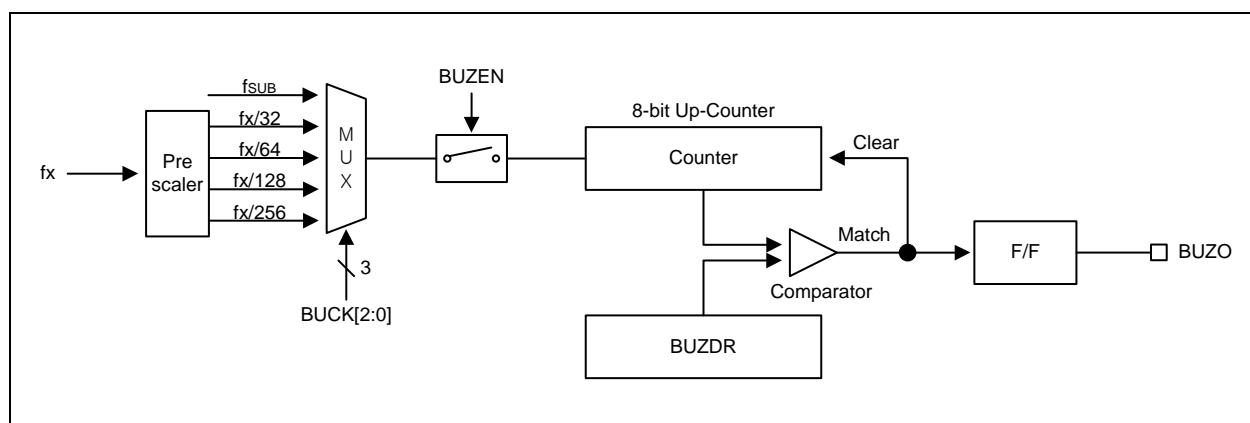 BUZEN
fSUB
fx/32
fx/64
fx/128
fx/256
fx
Pre
scaler
M
U
X
3
BUCK[2:0]
8-bit Up-Counter
Counter
Clear
Match
Comparator
BUZDR
F/F
BUZO